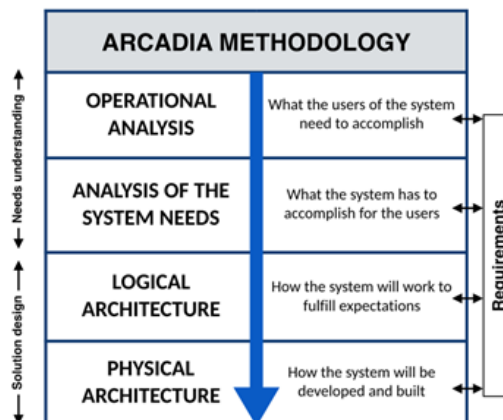 ARCADIA METHODOLOGY
Needs understanding
OPERATIONAL
ANALYSIS
What the users of the system
need to accomplish
ANALYSIS OF THE
SYSTEM NEEDS
What the system has to
accomplish for the users
Solution design
LOGICAL
ARCHITECTURE
How the system will work to
fulfill expectations
PHYSICAL
ARCHITECTURE
How the system will be
developed and built
Requirements